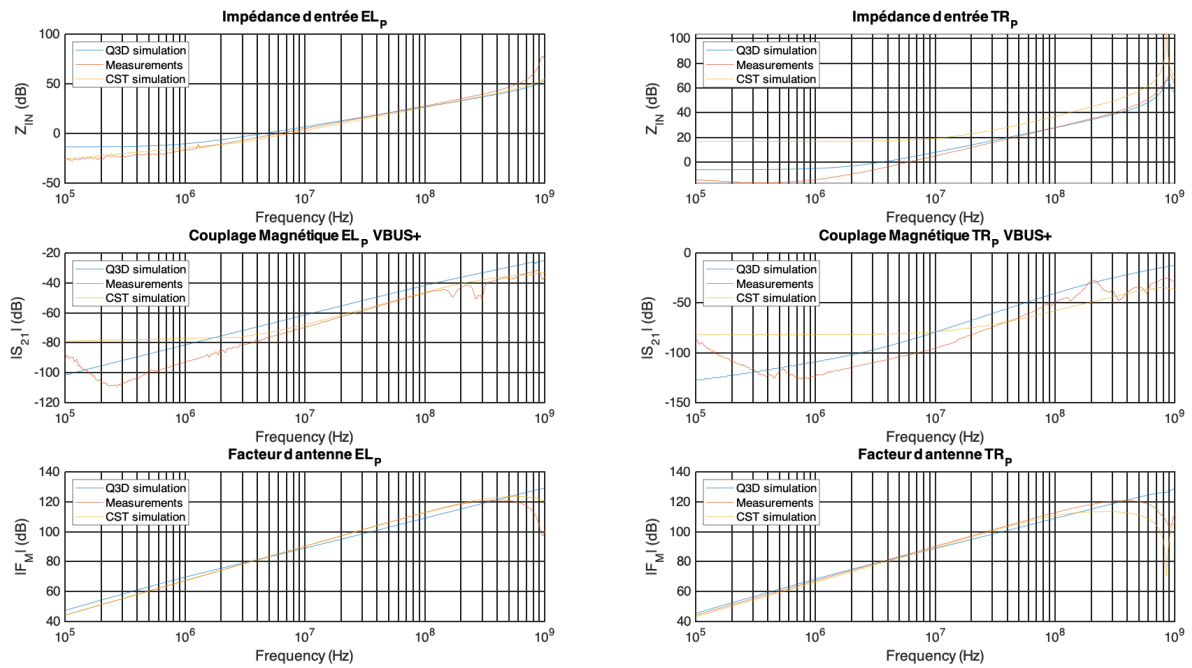 Impédance d entrée EL_P
100
50
0
-50
Z_IN (dB)
Q3D simulation
Measurements
CST simulation
10^5 10^6 10^7 10^8 10^9
Frequency (Hz)
Impédance d entrée TR_P
100
80
60
40
20
0
Z_IN (dB)
Q3D simulation
Measurements
CST simulation
10^5 10^6 10^7 10^8 10^9
Frequency (Hz)
Couplage Magnétique EL_P VBUS+
-20
-40
-60
-80
-100
-120
IS_21I (dB)
Q3D simulation
Measurements
CST simulation
10^5 10^6 10^7 10^8 10^9
Frequency (Hz)
Couplage Magnétique TR_P VBUS+
0
-50
-100
-150
IS_21I (dB)
Q3D simulation
Measurements
CST simulation
10^5 10^6 10^7 10^8 10^9
Frequency (Hz)
Facteur d antenne EL_P
140
120
100
80
60
40
IF_MI (dB)
Q3D simulation
Measurements
CST simulation
10^5 10^6 10^7 10^8 10^9
Frequency (Hz)
Facteur d antenne TR_P
140
120
100
80
60
40
IF_MI (dB)
Q3D simulation
Measurements
CST simulation
10^5 10^6 10^7 10^8 10^9
Frequency (Hz)